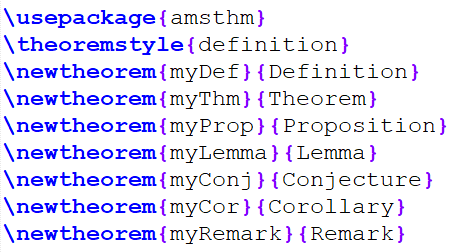 \usepackage{amsthm}
\theoremstyle{definition}
\newtheorem{myDef}{Definition}
\newtheorem{myThm}{Theorem}
\newtheorem{myProp}{Proposition}
\newtheorem{myLemma}{Lemma}
\newtheorem{myConj}{Conjecture}
\newtheorem{myCor}{Corollary}
\newtheorem{myRemark}{Remark}